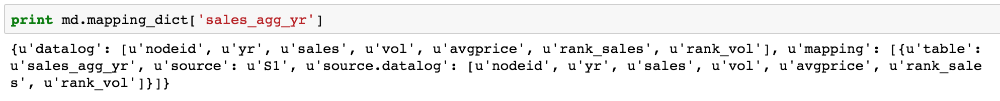 print md.mapping_dict['sales_agg_yr']
{u'datalog': [u'nodeid', u'yr', u'sales', u'vol', u'avgprice', u'rank_sales', u'rank_vol'], u'mapping': [{u'table':
u'sales_agg_yr', u'source': u'S1', u'source.datalog': [u'nodeid', u'yr', u'sales', u'vol', u'avgprice', u'rank_sale
s', u'rank_vol']}]}